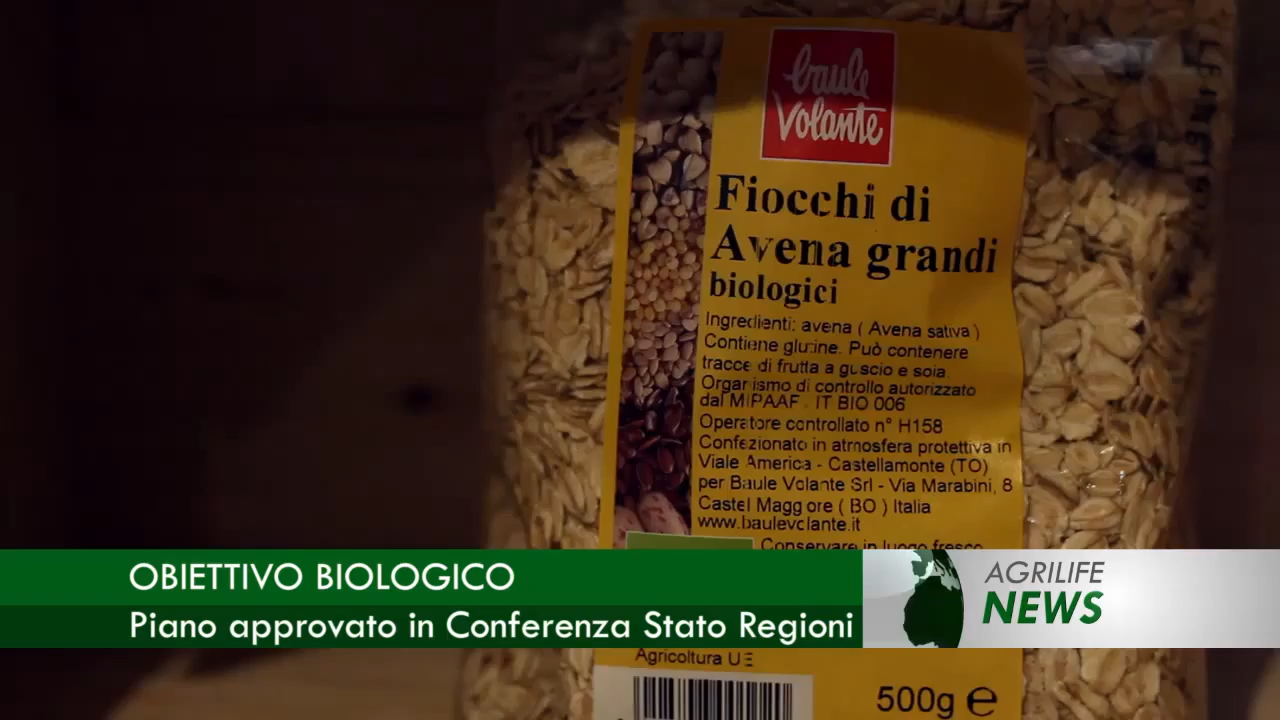 baule
volante
Fiocchi di
Avena grandi
biologici
Ingredienti: avena ( Avena sativa )
Contiene glutine. Può contenere
tracce di frutta a guscio e soia.
Organismo di controllo autorizzato
dal MIPAAF - IT BIO 006
Operatore controllato n° H158
Confezionato in atmosfera protettiva in
Viale America - Castellamonte (TO)
per Baule Volante Srl - Via Marabini, 8
Castel Maggiore ( BO ) Italia
www.baulevolante.it
Conservare in luogo fresco
OBIETTIVO BIOLOGICO
Piano approvato in Conferenza Stato Regioni
AGRILIFE
NEWS
Agricoltura UE
500g e